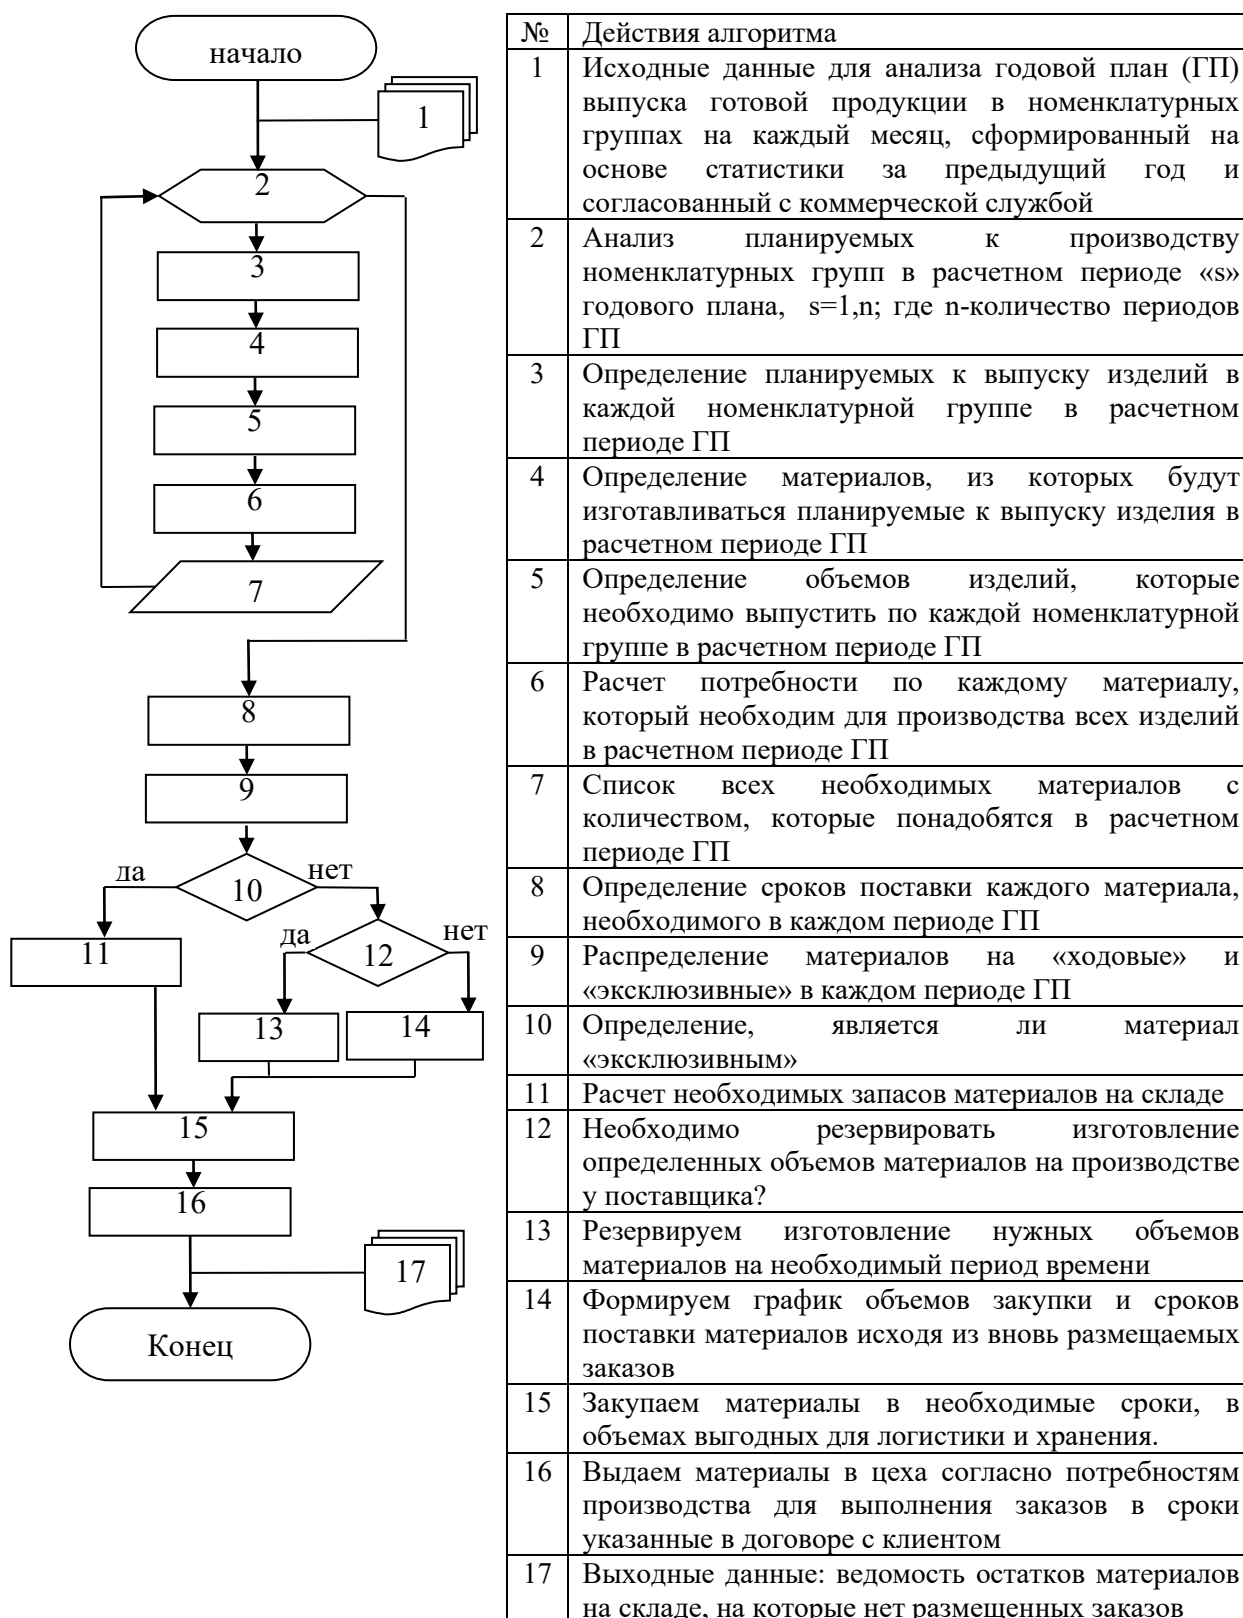 начало
1
2
3
4
5
6
7
8
9
да
10
нет
11
да
12
нет
13
14
15
16
17
Конец
№ Действия алгоритма
1 Исходные данные для анализа годовой план (ГП)
выпуска готовой продукции в номенклатурных
группах на каждый месяц, сформированный на
основе статистики за предыдущий год и
согласованный с коммерческой службой
2 Анализ планируемых к производству
номенклатурных групп в расчетном периоде «s»
годового плана, s=1,n; где n-количество периодов
ГП
3 Определение планируемых к выпуску изделий в
каждой номенклатурной группе в расчетном
периоде ГП
4 Определение материалов, из которых будут
изготавливаться планируемые к выпуску изделия в
расчетном периоде ГП
5 Определение объемов изделий, которые
необходимо выпустить по каждой номенклатурной
группе в расчетном периоде ГП
6 Расчет потребности по каждому материалу,
который необходим для производства всех изделий
в расчетном периоде ГП
7 Список всех необходимых материалов с
количеством, которые понадобятся в расчетном
периоде ГП
8 Определение сроков поставки каждого материала,
необходимого в каждом периоде ГП
9 Распределение материалов на «ходовые» и
«эксклюзивные» в каждом периоде ГП
10 Определение, является ли материал
«эксклюзивным»
11 Расчет необходимых запасов материалов на складе
12 Необходимо резервировать изготовление
определенных объемов материалов на производстве
у поставщика?
13 Резервируем изготовление нужных объемов
материалов на необходимый период времени
14 Формируем график объемов закупки и сроков
поставки материалов исходя из вновь размещаемых
заказов
15 Закупаем материалы в необходимые сроки, в
объемах выгодных для логистики и хранения.
16 Выдаем материалы в цеха согласно потребностям
производства для выполнения заказов в сроки
указанные в договоре с клиентом
17 Выходные данные: ведомость остатков материалов
на складе, на которые нет размещенных заказов